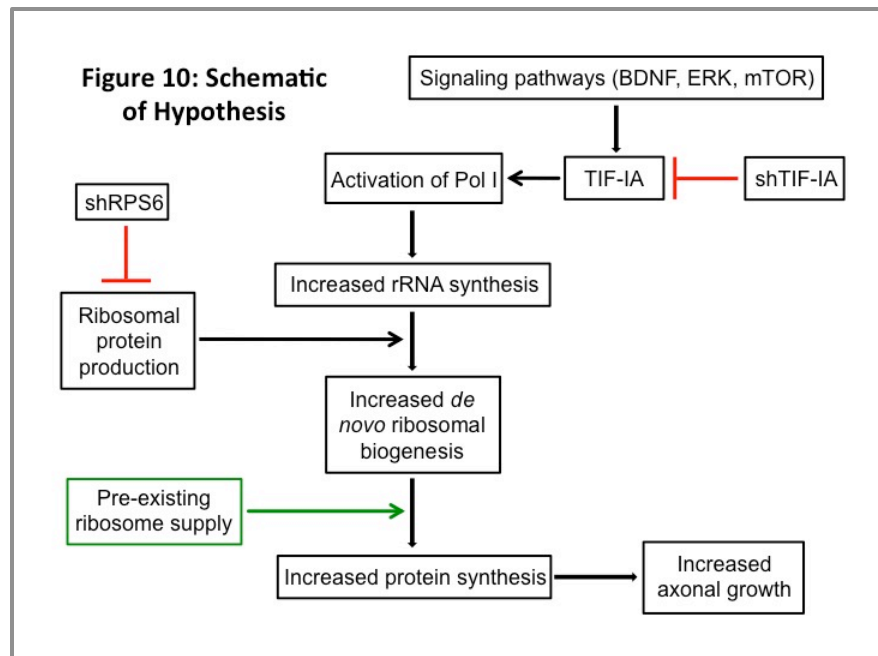 Figure 10: Schematic
of Hypothesis
Signaling pathways (BDNF, ERK, mTOR)
Activation of Pol I
TIF-IA
shTIF-IA
shRPS6
Increased rRNA synthesis
Ribosomal
protein
production
Increased de
novo ribosomal
biogenesis
Pre-existing
ribosome supply
Increased protein synthesis
Increased
axonal growth